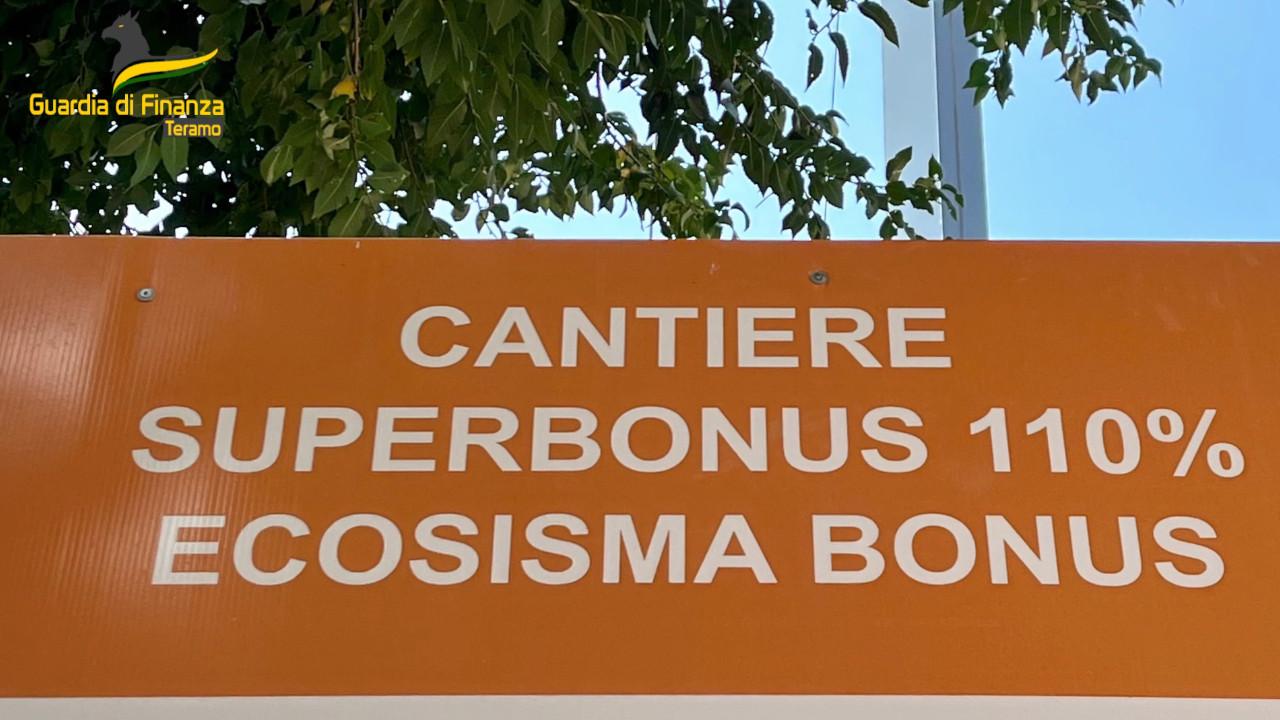 Guardia di Finanza
Teramo
CANTIERE
SUPERBONUS 110%
ECOSISMA BONUS